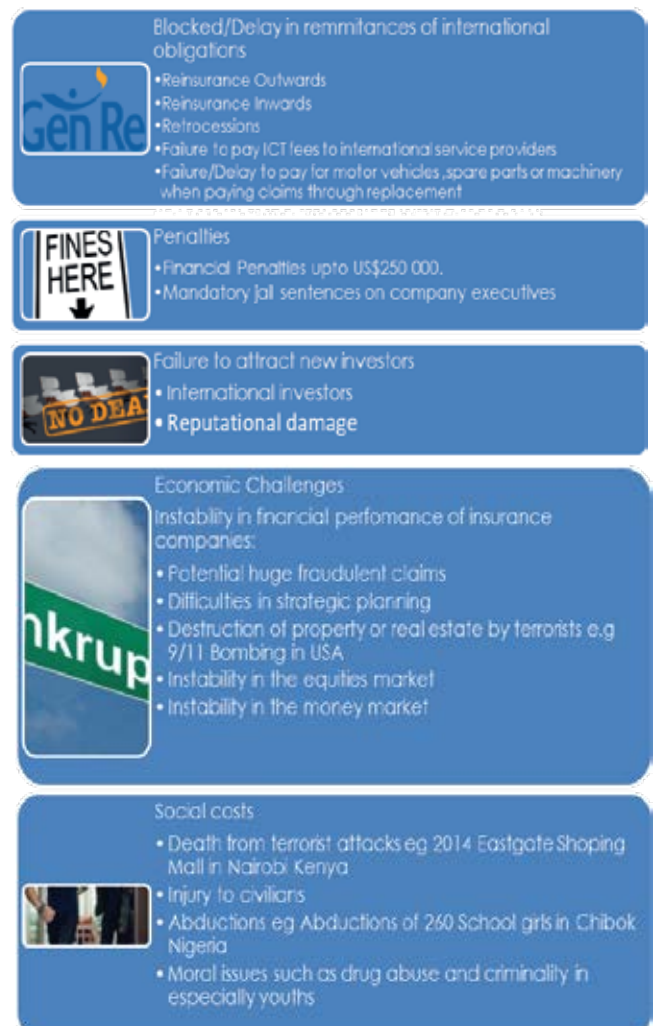 Blocked/Delay in remmitances of international
obligations
•Reinsurance Outwards
•Reinsurance Inwards
•Retrocessions
•Failure to pay ICT fees to international service providers
•Failure/Delay to pay for motor vehicles ,spare parts or machinery
when paying claims through replacement
Gen Re
Penalties
•Financial Penalties upto US$250 000.
•Mandatory jail sentences on company executives
FINES
HERE
Failure to attract new investors
• International investors
• Reputational damage
NO DEA
Economic Challenges
Instability in financial perfomance of insurance
companies:
• Potential huge fraudulent claims
• Difficulties in strategic planning
• Destruction of property or real estate by terrorists e.g
9/11 Bombing in USA
• Instability in the equities market
• Instability in the money market
nkrup
Social costs
• Death from terrorist attacks eg 2014 Eastgate Shoping
Mall in Nairobi Kenya
• Injury to civilians
• Abductions eg Abductions of 260 School girls in Chibok
Nigeria
• Moral issues such as drug abuse and criminality in
especially youths